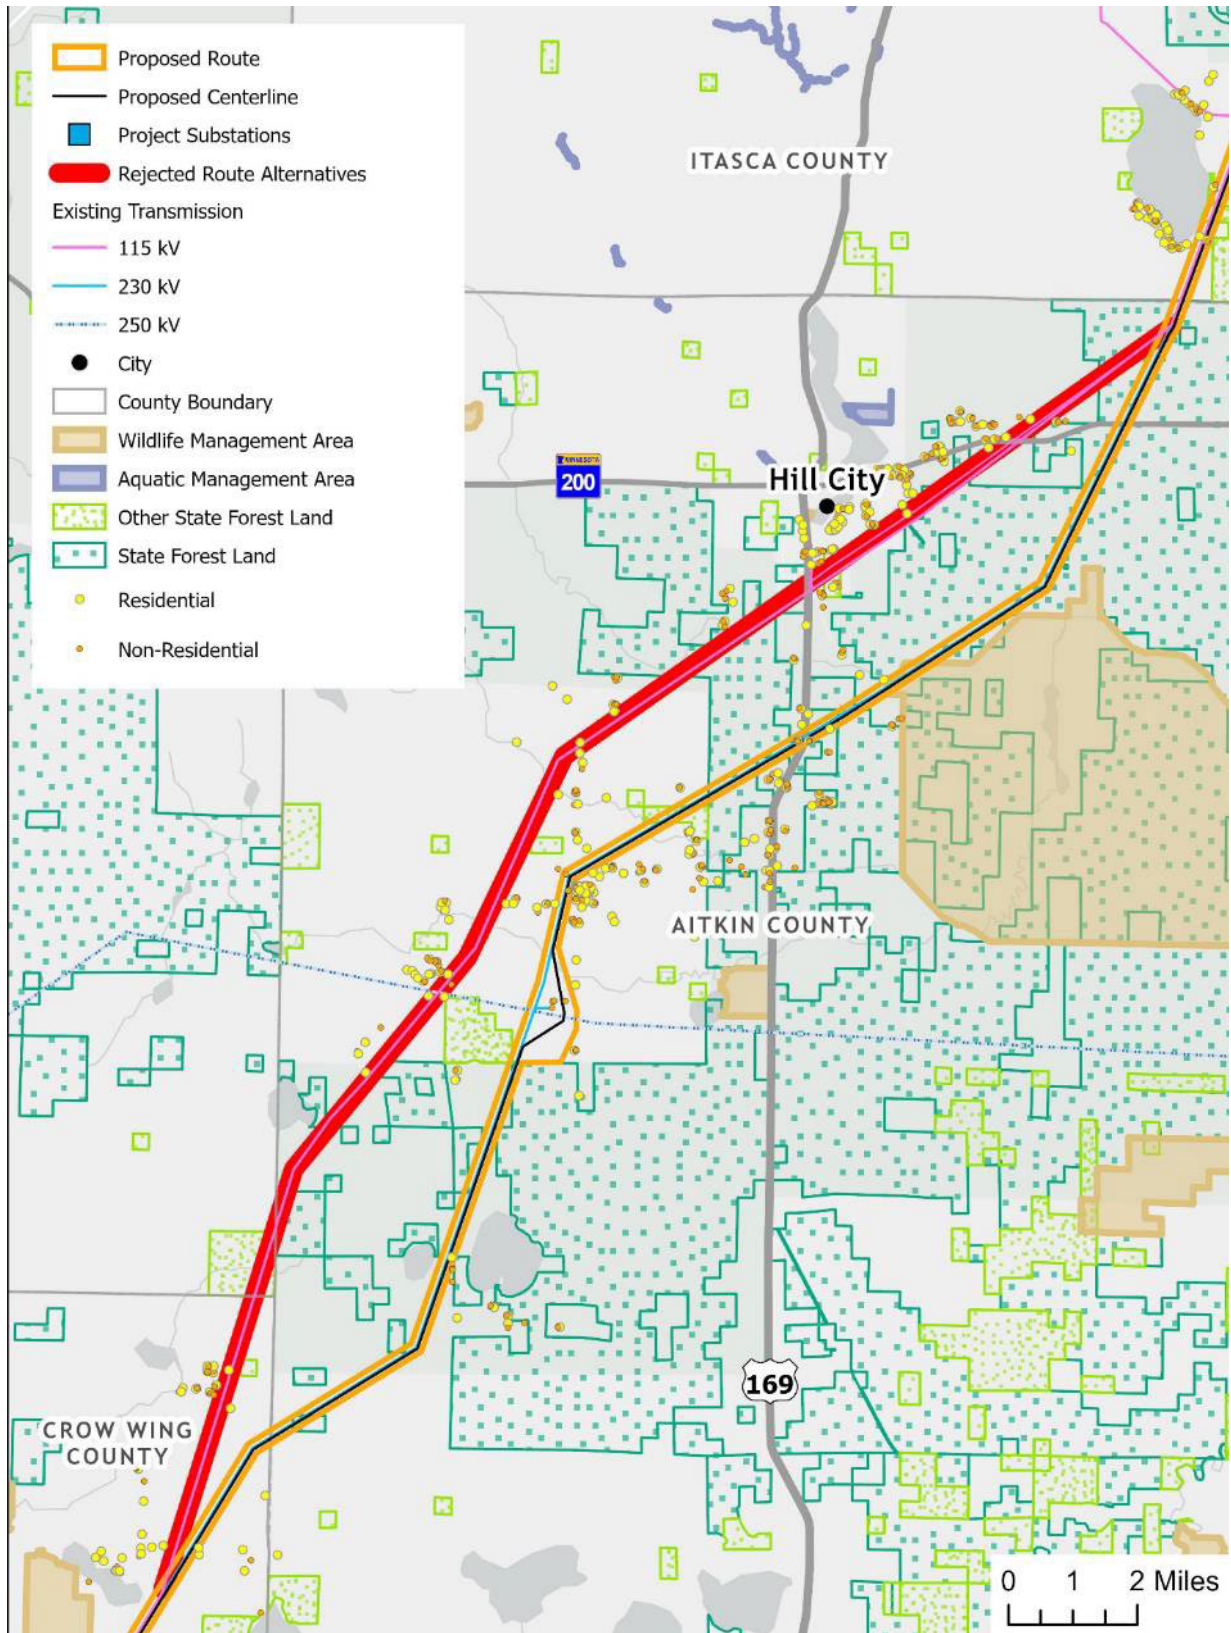 Proposed Route
Proposed Centerline
Project Substations
Rejected Route Alternatives
Existing Transmission
115 kV
230 kV
250 kV
City
County Boundary
Wildlife Management Area
Aquatic Management Area
Other State Forest Land
State Forest Land
Residential
Non-Residential
ITASCA COUNTY
MINNESOTA
200
Hill City
AITKIN COUNTY
169
CROW WING
COUNTY
0 1 2 Miles